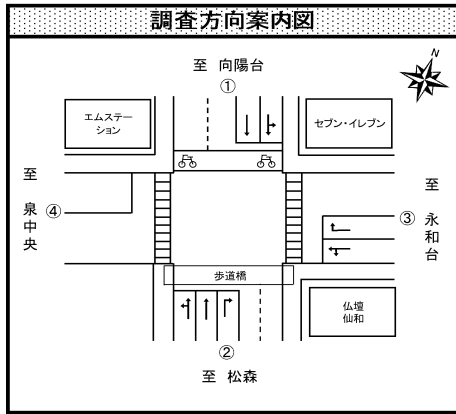 調査方向案内図
至 向陽台
①
N
エムステー
ション
セブン・イレブン
至 泉中央
④
③
至 永和台
歩道橋
仏壇
仙和
②
至 松森